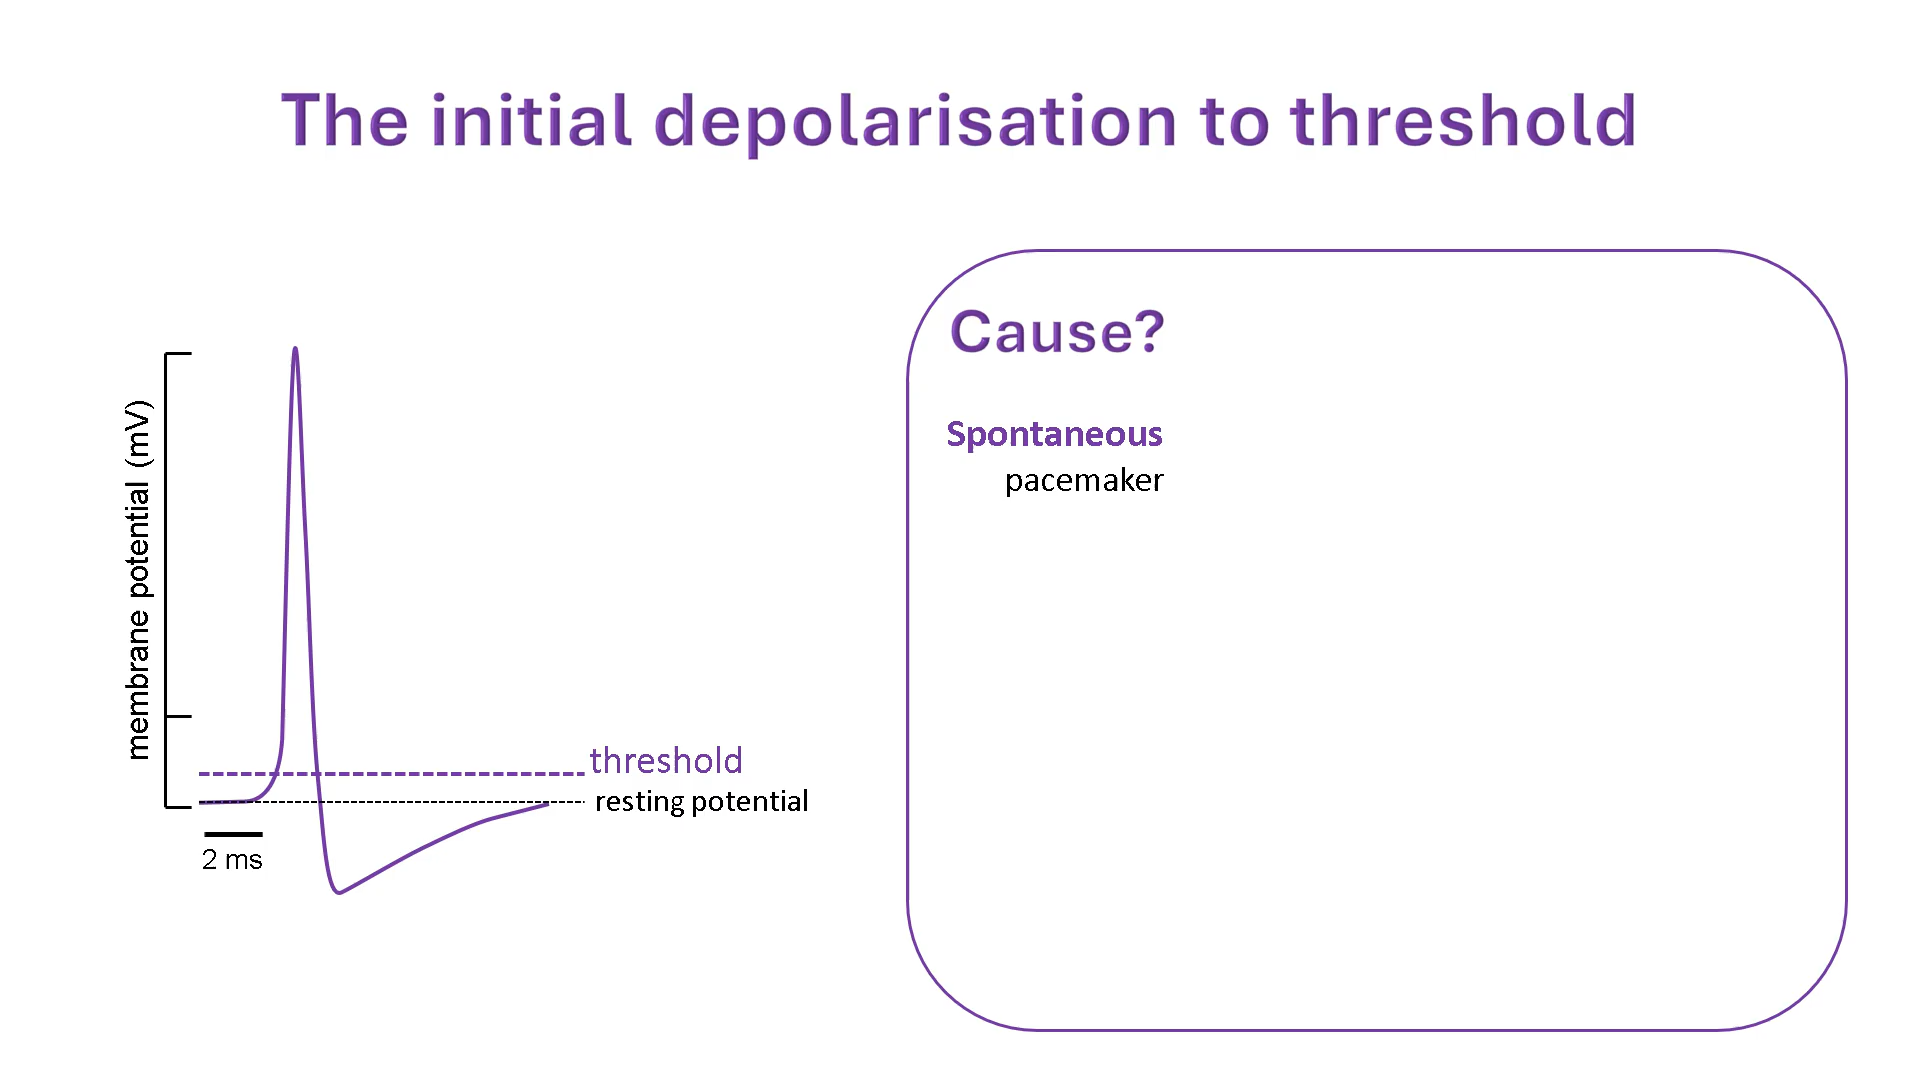 The initial depolarisation to threshold
Cause?
Spontaneous
pacemaker
membrane potential (mV)
threshold
resting potential
2 ms